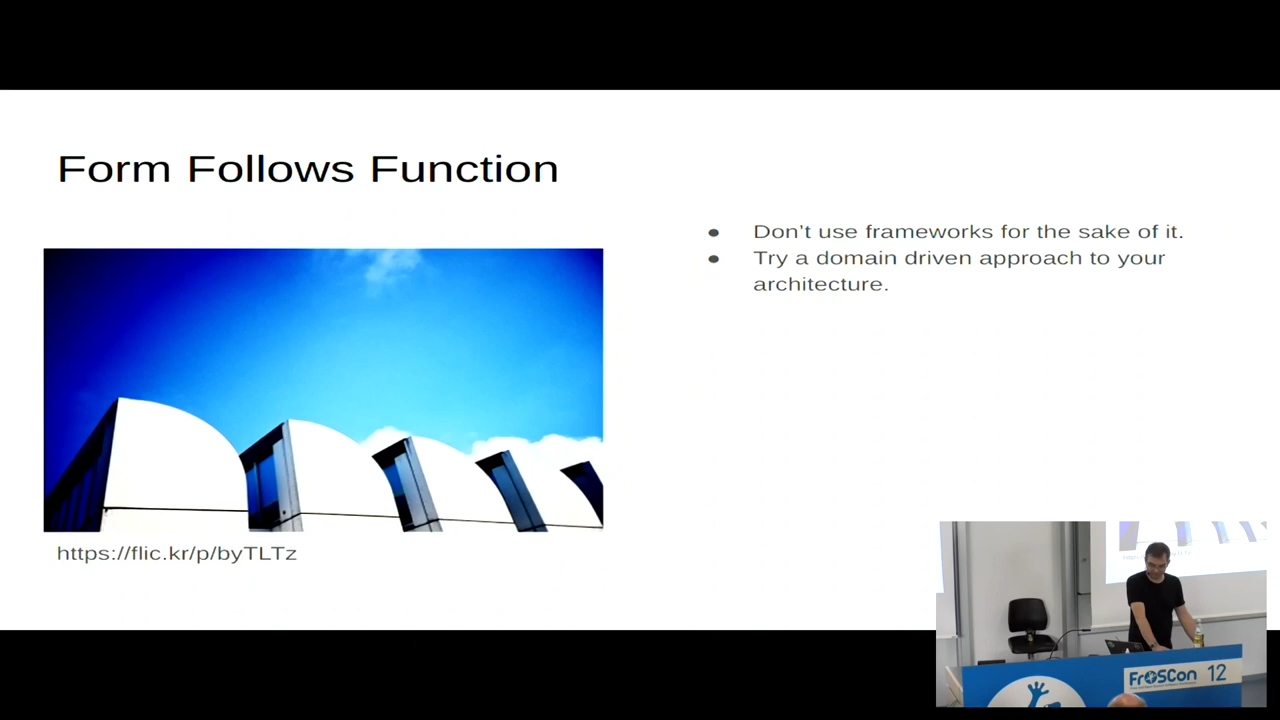 Form Follows Function
● Don’t use frameworks for the sake of it.
● Try a domain driven approach to your
architecture.
https://flic.kr/p/byTLTz
FrOSCon 12